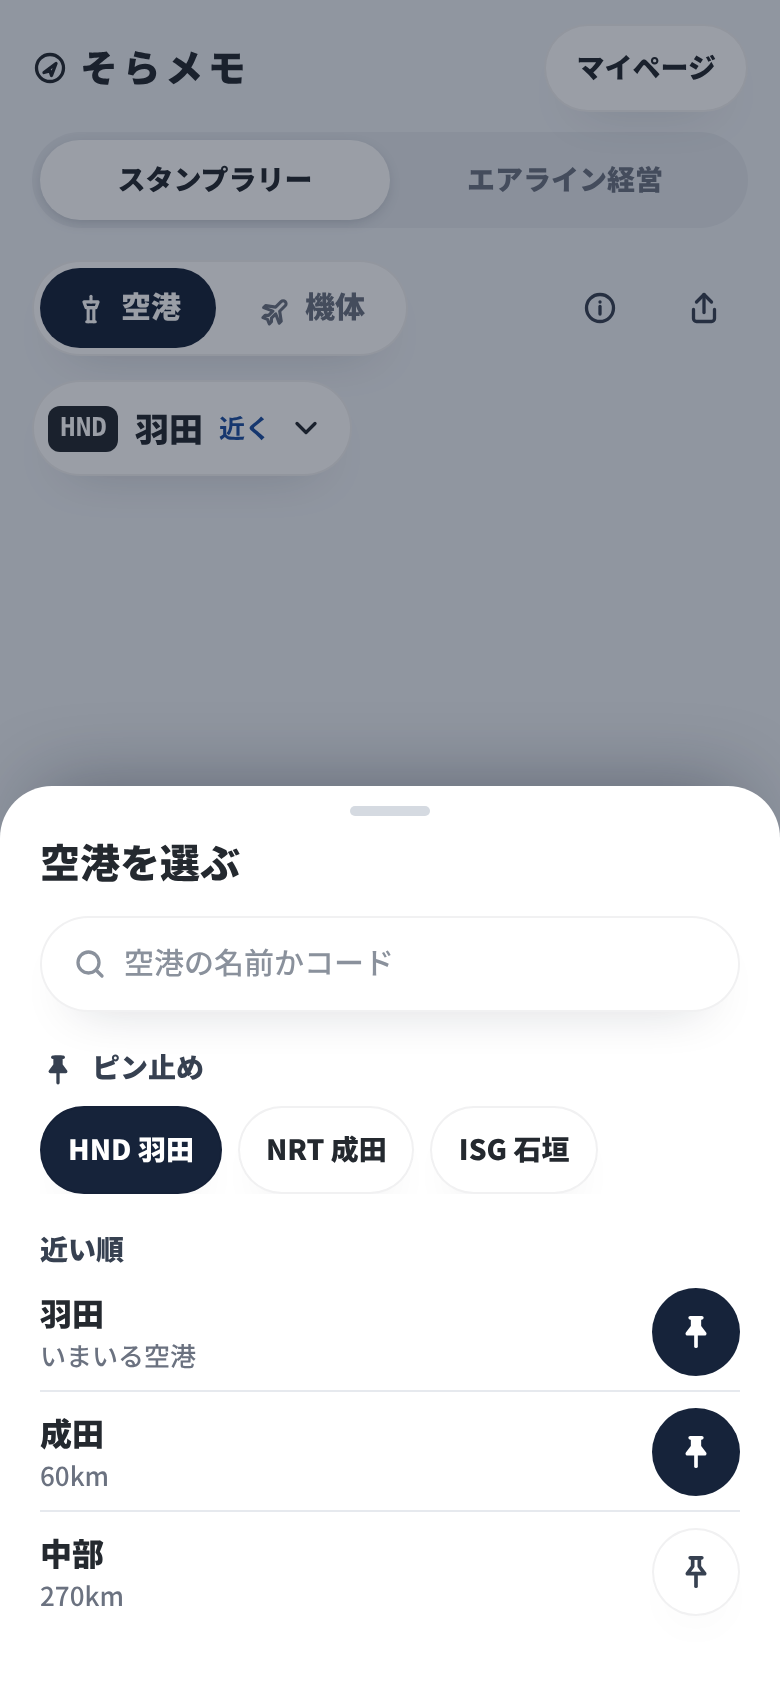 そらメモ
マイページ
スタンプラリー
エアライン経営
空港
機体
HND 羽田 近く
空港を選ぶ
空港の名前かコード
ピン止め
HND 羽田
NRT 成田
ISG 石垣
近い順
羽田
いまいる空港
成田
60km
中部
270km